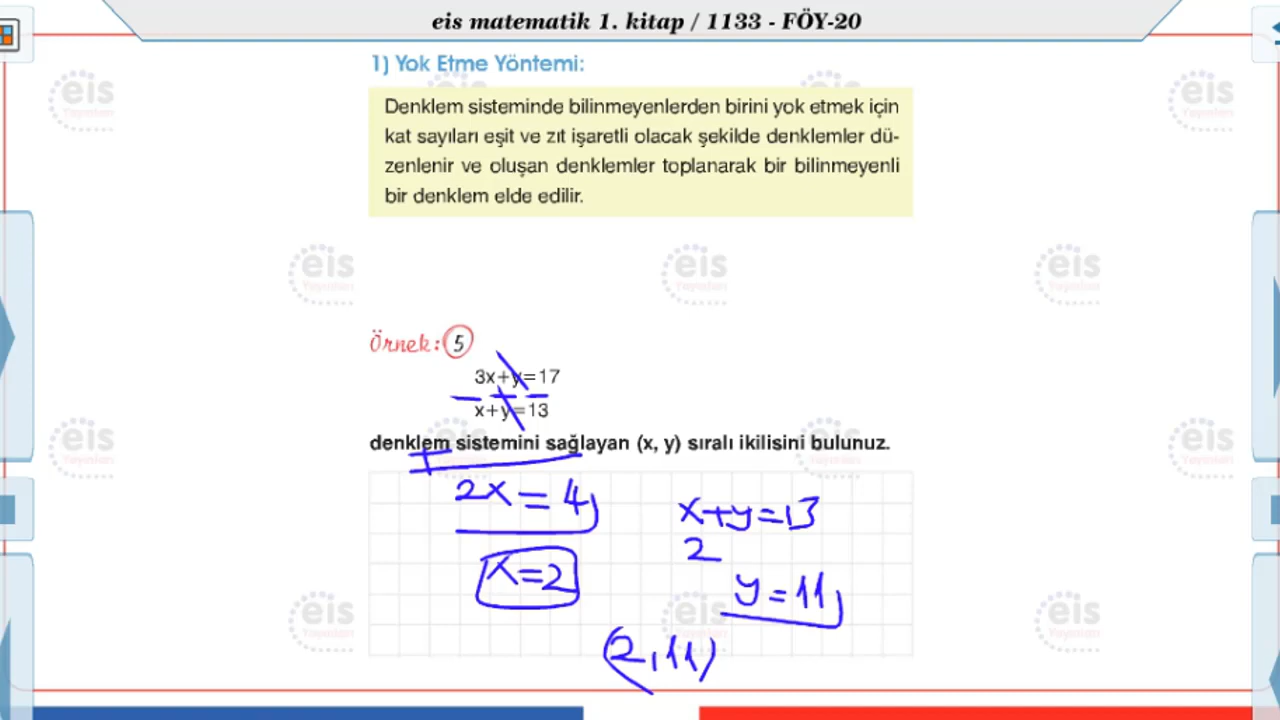 eis matematik 1. kitap / 1133 - FÖY-20
1) Yok Etme Yöntemi:
Denklem sisteminde bilinmeyenlerden birini yok etmek için
kat sayıları eşit ve zıt işaretli olacak şekilde denklemler dü-
zenlenir ve oluşan denklemler toplanarak bir bilinmeyenli
bir denklem elde edilir.
Örnek: 5
3x+y=17
x+y=13
denklem sistemini sağlayan (x, y) sıralı ikilisini bulunuz.
2x = 4
x=2
x+y=13
2
y=11
(2,11)
eis Yayınları